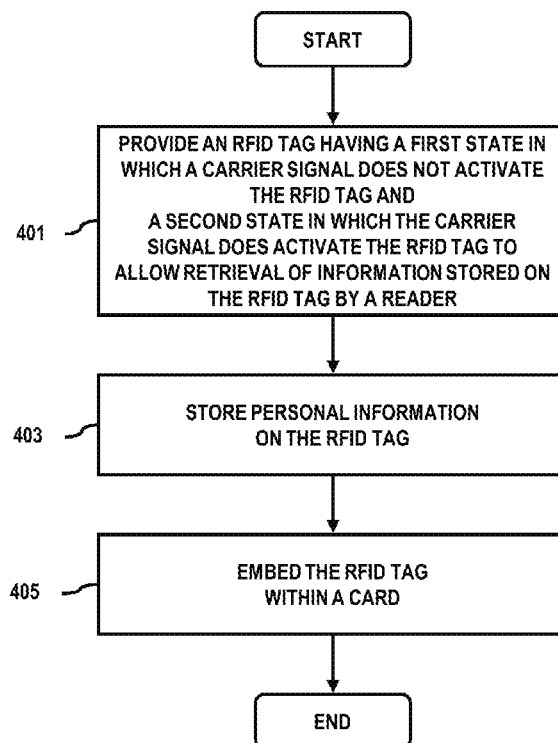 START
PROVIDE AN RFID TAG HAVING A FIRST STATE IN
WHICH A CARRIER SIGNAL DOES NOT ACTIVATE
THE RFID TAG AND
A SECOND STATE IN WHICH THE CARRIER
SIGNAL DOES ACTIVATE THE RFID TAG TO
ALLOW RETRIEVAL OF INFORMATION STORED ON
THE RFID TAG BY A READER
401
STORE PERSONAL INFORMATION
ON THE RFID TAG
403
EMBED THE RFID TAG
WITHIN A CARD
405
END